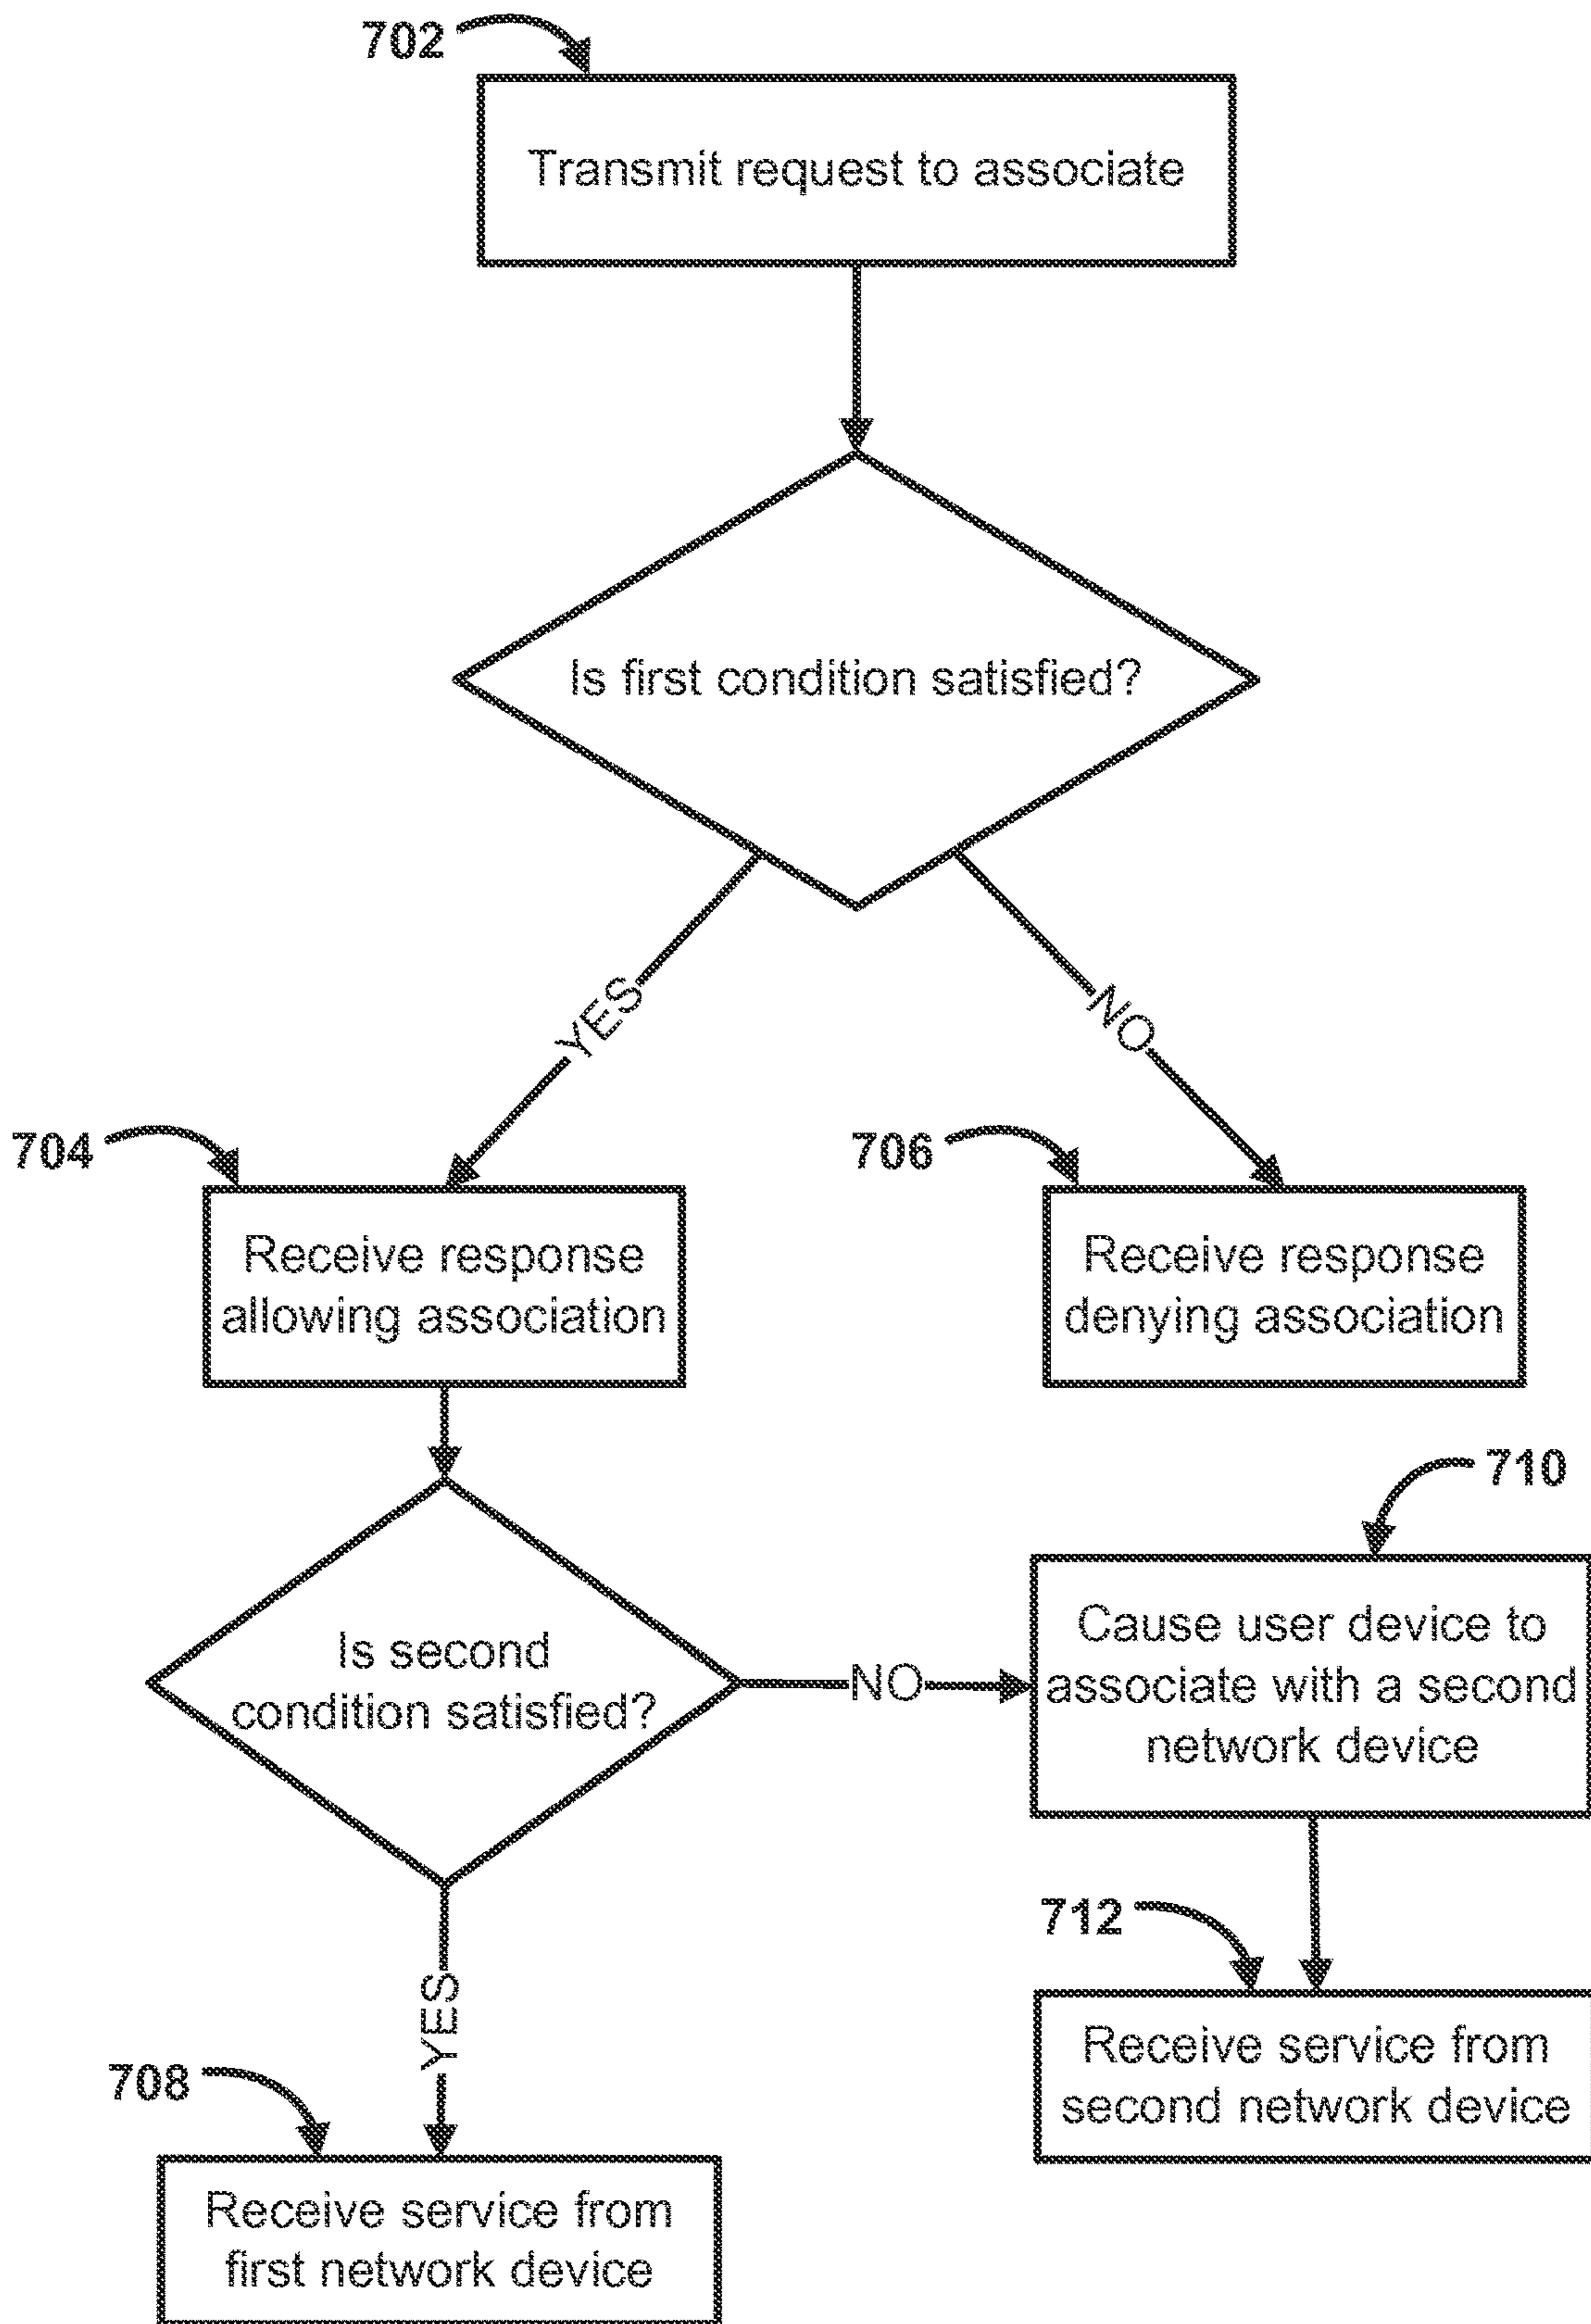 702
Transmit request to associate
Is first condition satisfied?
YES
NO
704
706
Receive response
allowing association
Receive response
denying association
710
Is second
condition satisfied?
NO
Cause user device to
associate with a second
network device
712
YES
Receive service from
second network device
708
Receive service from
first network device